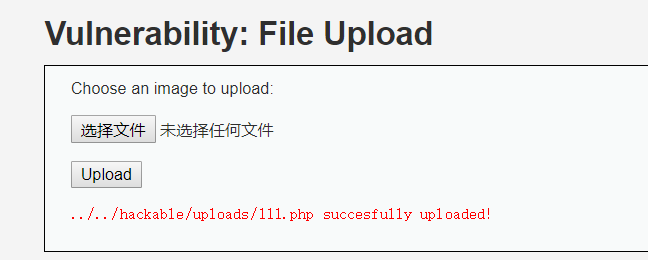 Vulnerability: File Upload
Choose an image to upload:
选择文件 未选择任何文件
Upload
../../hackable/uploads/111.php succesfully uploaded!